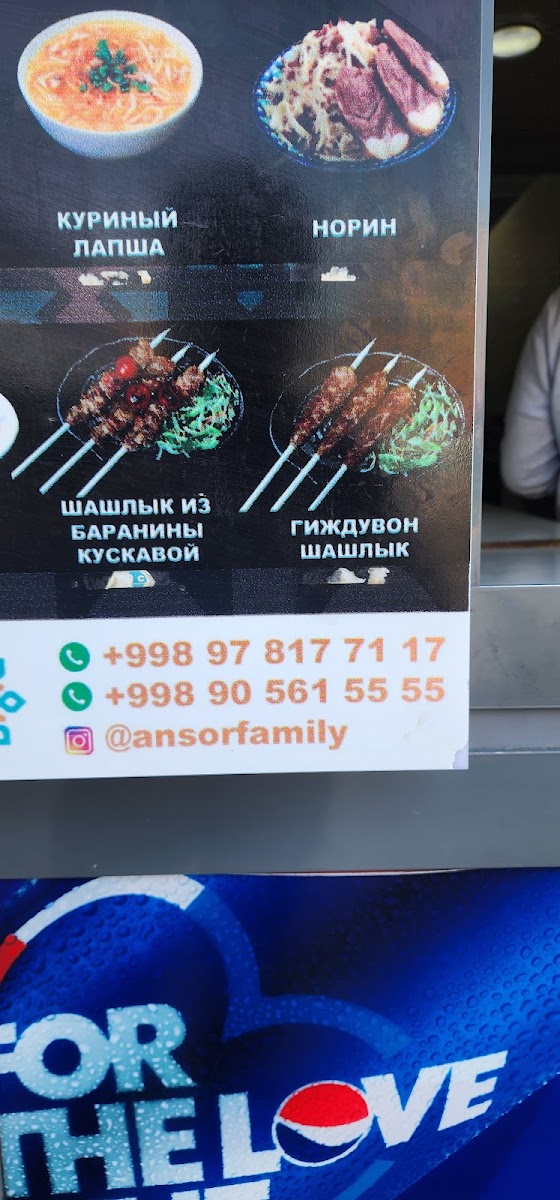 КУРИНЫЙ
ЛАПША
НОРИН
ШАШЛЫК ИЗ
БАРАНИНЫ
КУСКАВОЙ
ГИЖДУВОН
ШАШЛЫК
+998 97 817 71 17
+998 90 561 55 55
@ansorfamily
FOR
THE LOVE